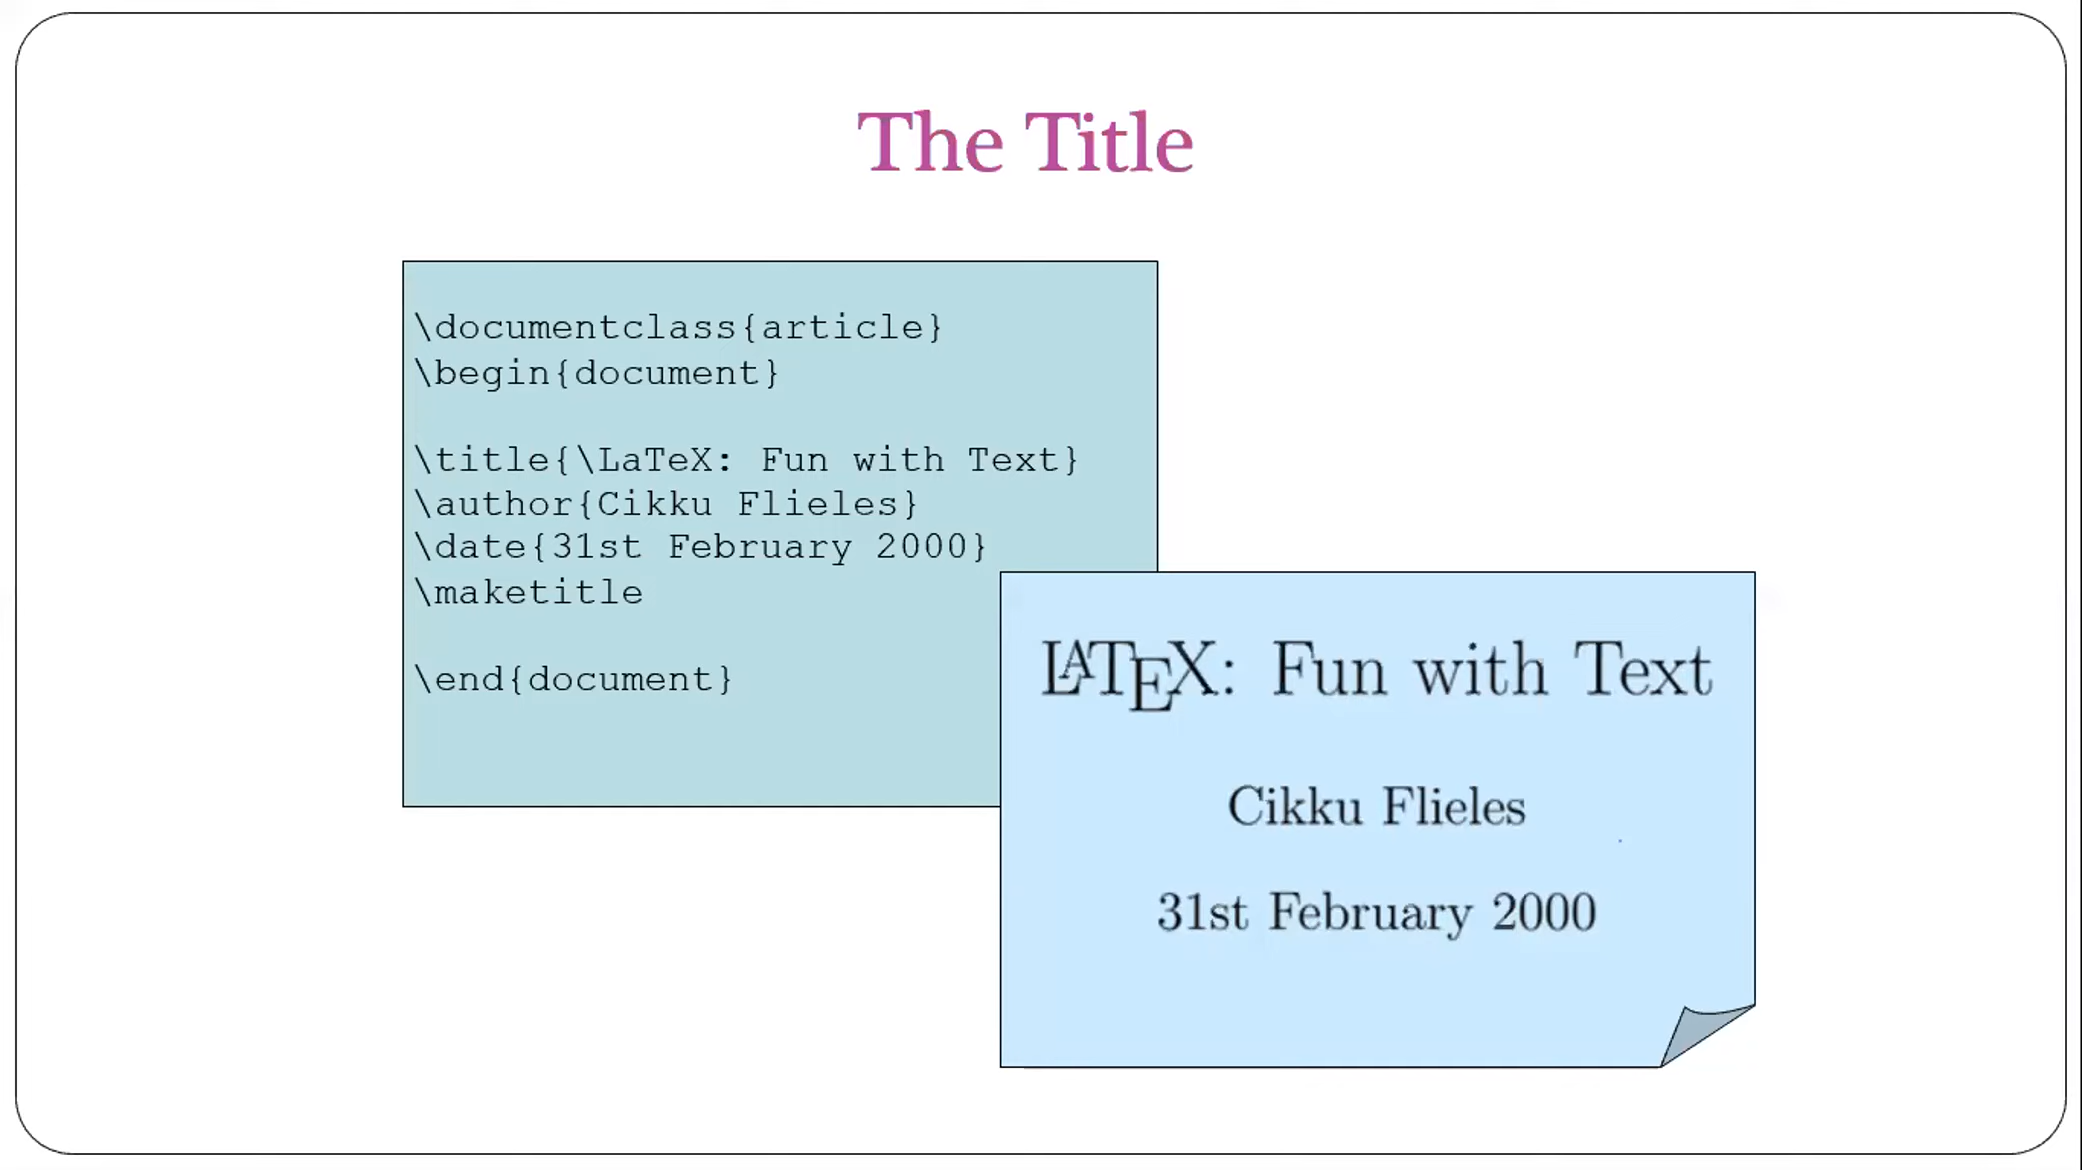 The Title
\documentclass{article}
\begin{document}
\title{\LaTeX: Fun with Text}
\author{Cikku Flieles}
\date{31st February 2000}
\maketitle
\end{document}
LATEX: Fun with Text
Cikku Flieles
31st February 2000